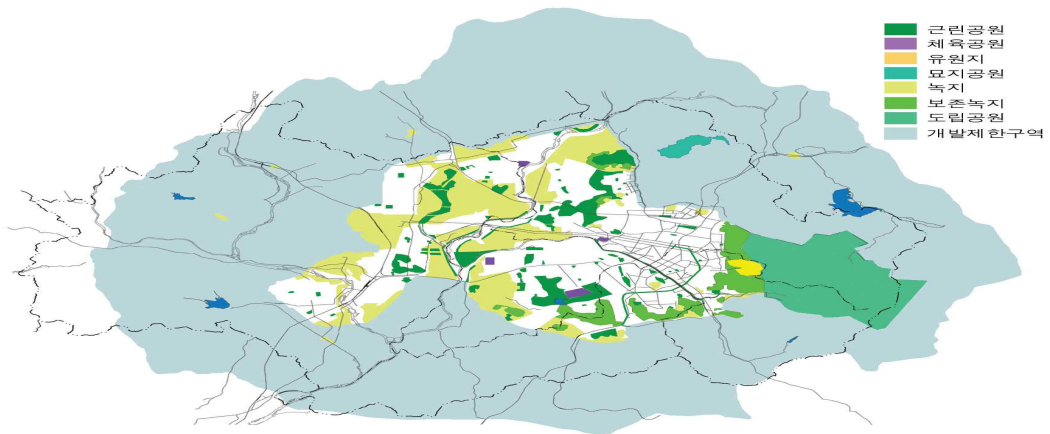 근린공원
체육공원
유원지
묘지공원
녹지
보존녹지
도립공원
개발제한구역